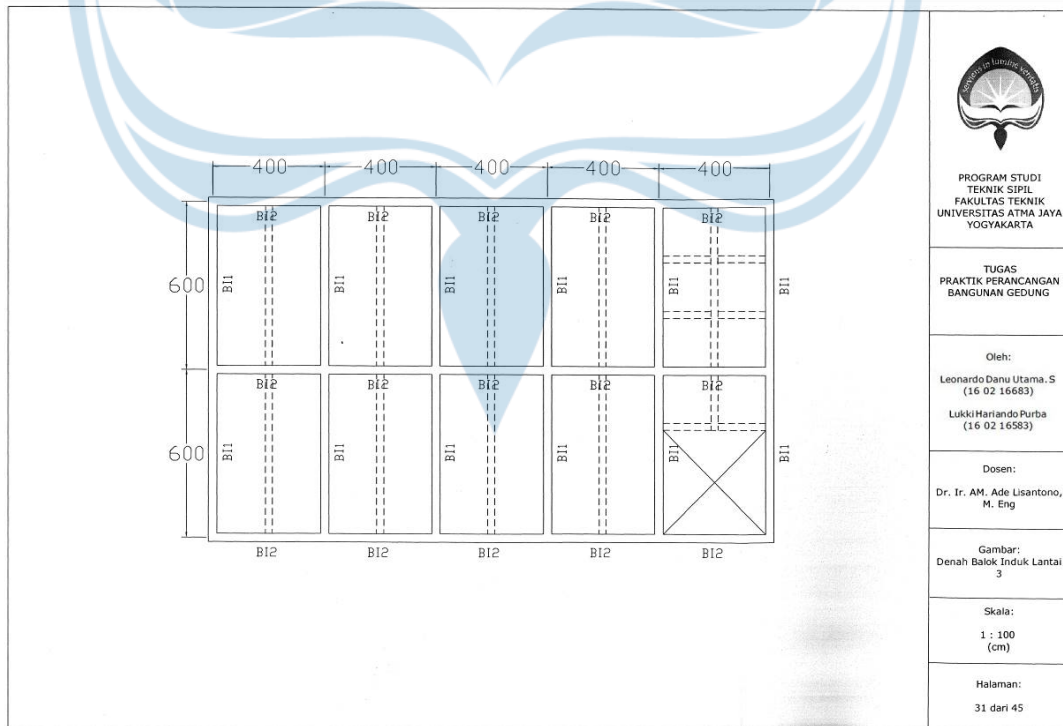 400 400 400 400 400
BI2 BI2 BI2 BI2 BI2
600 BI1 BI1 BI1 BI1 BI1 BI1
BI2 BI2 BI2 BI2 BI2
600 BI1 BI1 BI1 BI1 BI1 BI1
BI2 BI2 BI2 BI2 BI2
serviens in lumine veritatis
PROGRAM STUDI
TEKNIK SIPIL
FAKULTAS TEKNIK
UNIVERSITAS ATMA JAYA
YOGYAKARTA
TUGAS
PRAKTIK PERANCANGAN
BANGUNAN GEDUNG
Oleh:
Leonardo Danu Utama. S
(16 02 16683)
Lukki Hariando Purba
(16 02 16583)
Dosen:
Dr. Ir. AM. Ade Lisantono,
M. Eng
Gambar:
Denah Balok Induk Lantai
3
Skala:
1 : 100
(cm)
Halaman:
31 dari 45